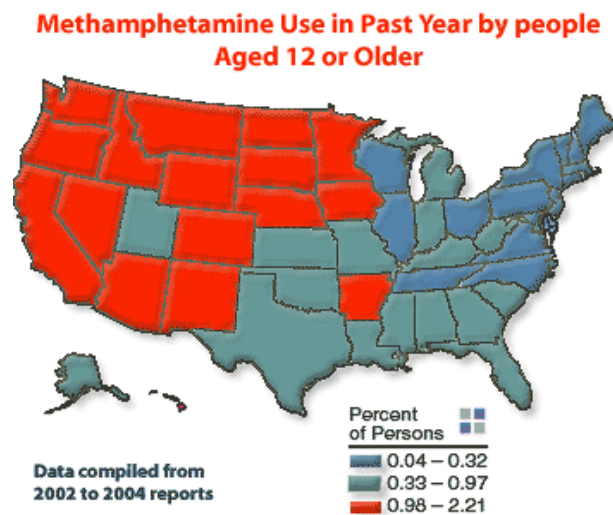 Methamphetamine Use in Past Year by people
Aged 12 or Older
Percent
of Persons
0.04 – 0.32
0.33 – 0.97
0.98 – 2.21
Data compiled from
2002 to 2004 reports